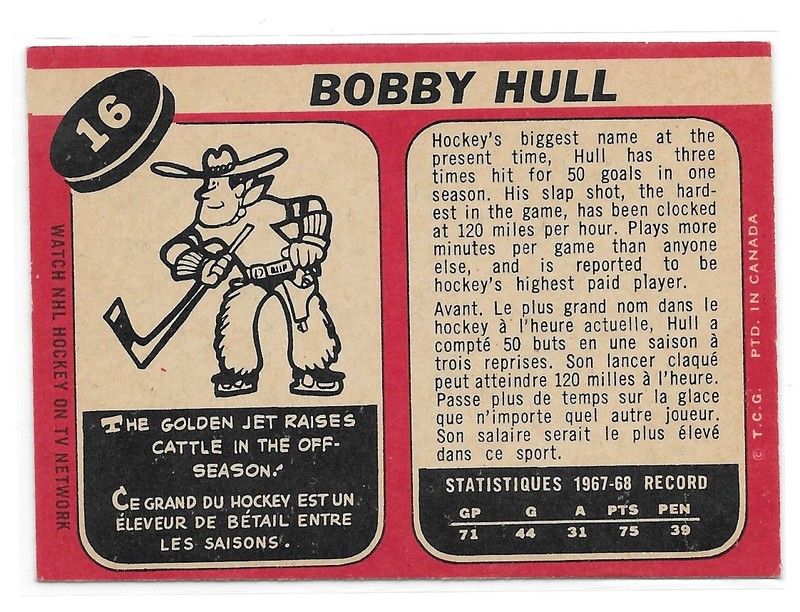 16
BOBBY HULL
WATCH NHL HOCKEY ON TV NETWORK
THE GOLDEN JET RAISES
CATTLE IN THE OFF-
SEASON.
CE GRAND DU HOCKEY EST UN
ÉLEVEUR DE BÉTAIL ENTRE
LES SAISONS.
Hockey's biggest name at the
present time, Hull has three
times hit for 50 goals in one
season. His slap shot, the hard-
est in the game, has been clocked
at 120 miles per hour. Plays more
minutes per game than anyone
else, and is reported to be
hockey's highest paid player.
Avant. Le plus grand nom dans le
hockey à l'heure actuelle, Hull a
compté 50 buts en une saison à
trois reprises. Son lancer claqué
peut atteindre 120 milles à l'heure.
Passe plus de temps sur la glace
que n'importe quel autre joueur.
Son salaire serait le plus élevé
dans ce sport.
STATISTIQUES 1967-68 RECORD
GP G A PTS PEN
71 44 31 75 39
© T.C.G. PTD. IN CANADA